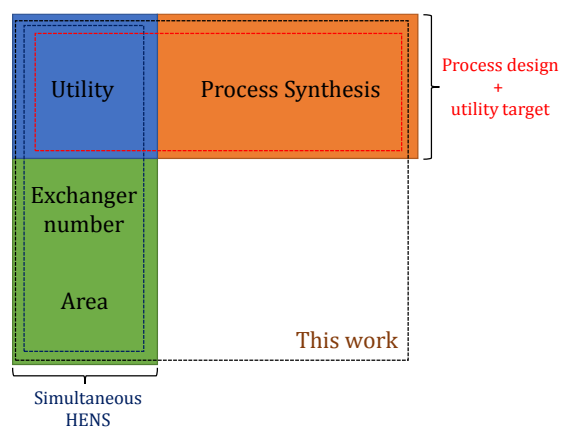 Utility
Process Synthesis
Process design
+
utility target
Exchanger
number
Area
This work
Simultaneous
HENS